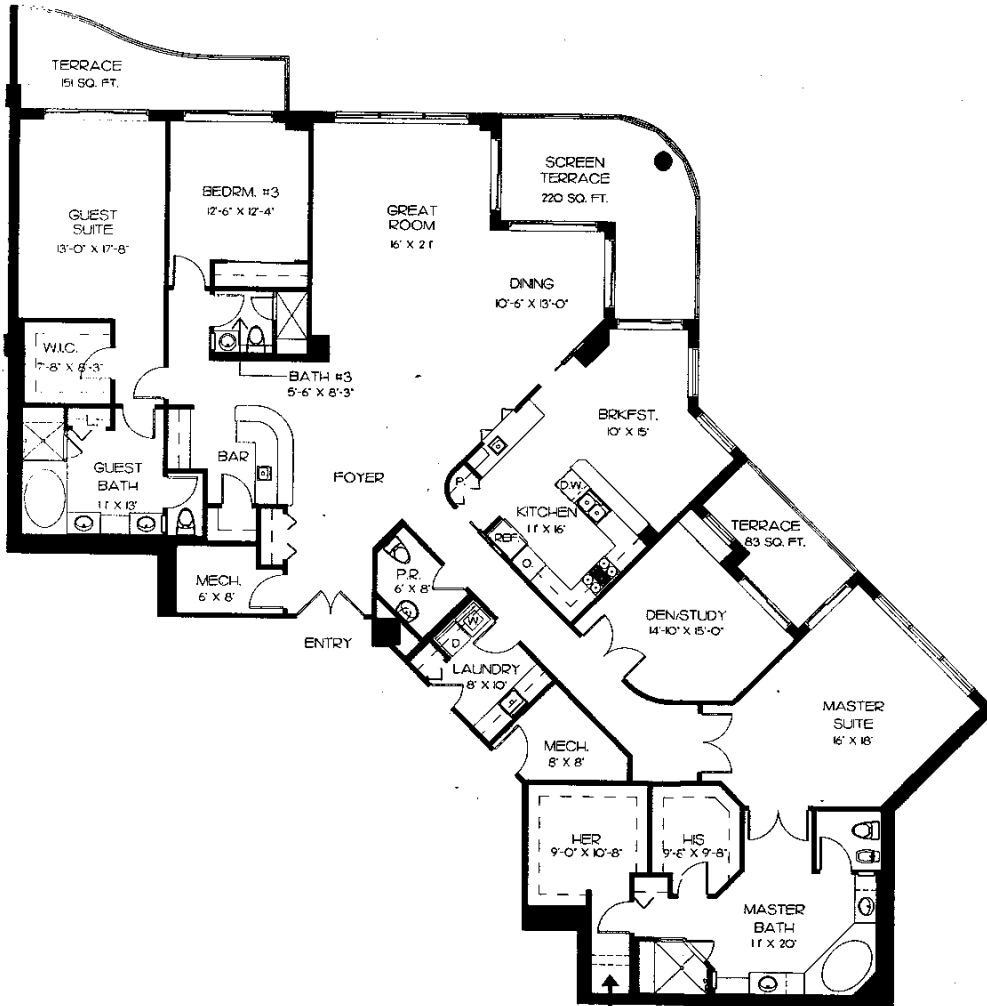 TERRACE
151 SQ. FT.
GUEST
SUITE
13'-0" X 17'-8"
BEDRM. #3
12'-6" X 12'-4"
GREAT
ROOM
16' X 21'
SCREEN
TERRACE
220 SQ. FT.
DINING
10'-6" X 13'-0"
W.I.C.
7'-8" X 8'-3"
BATH #3
5'-6" X 8'-3"
L.
GUEST
BATH
11' X 13'
BAR
FOYER
BRKFST.
10' X 15'
P.
D.W.
KITCHEN
11' X 16'
REF.
O.
TERRACE
83 SQ. FT.
MECH.
6' X 8'
P.R.
6' X 8'
ENTRY
W.
D.
LAUNDRY
8' X 10'
DEN/STUDY
14'-10" X 15'-0"
MASTER
SUITE
16' X 18'
MECH.
8' X 8'
HER
9'-0" X 10'-8"
HIS
9'-8" X 9'-8"
MASTER
BATH
11' X 20'